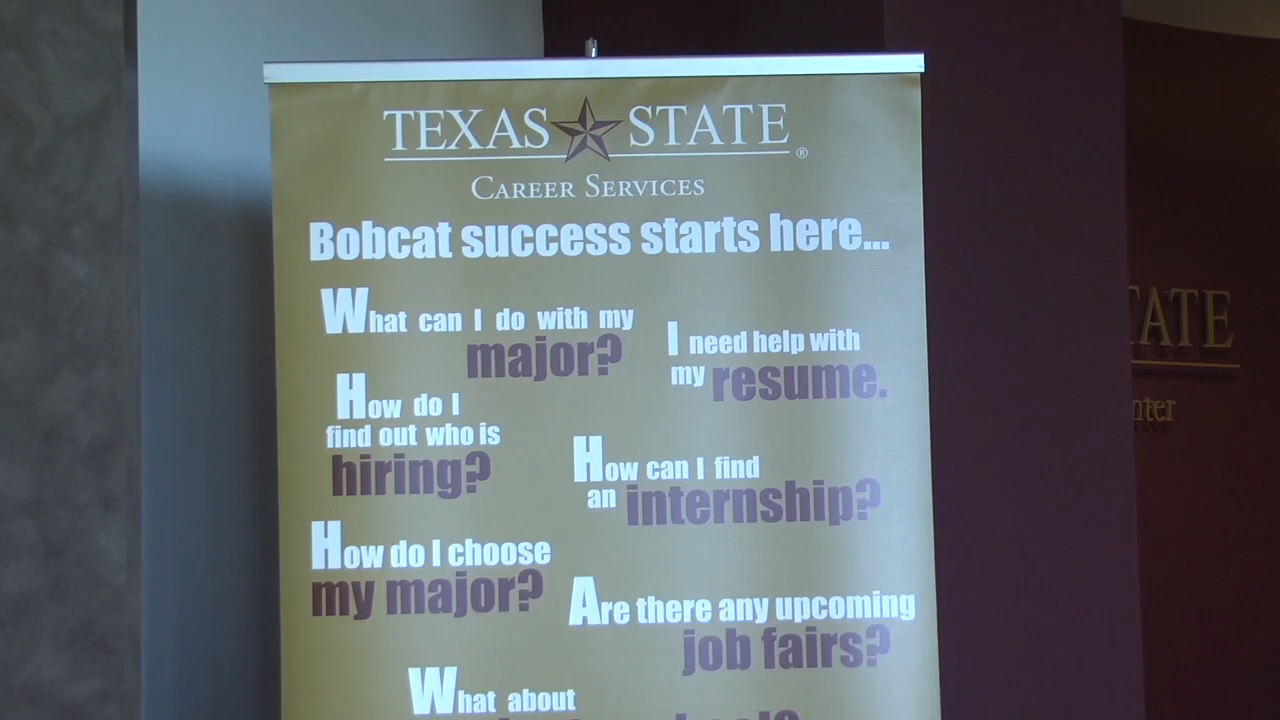 TEXAS STATE ®
CAREER SERVICES
Bobcat success starts here...
What can I do with my
major?
I need help with
my resume.
How do I
find out who is
hiring?
How can I find
an internship?
How do I choose
my major?
Are there any upcoming
job fairs?
What about
TATE
nter